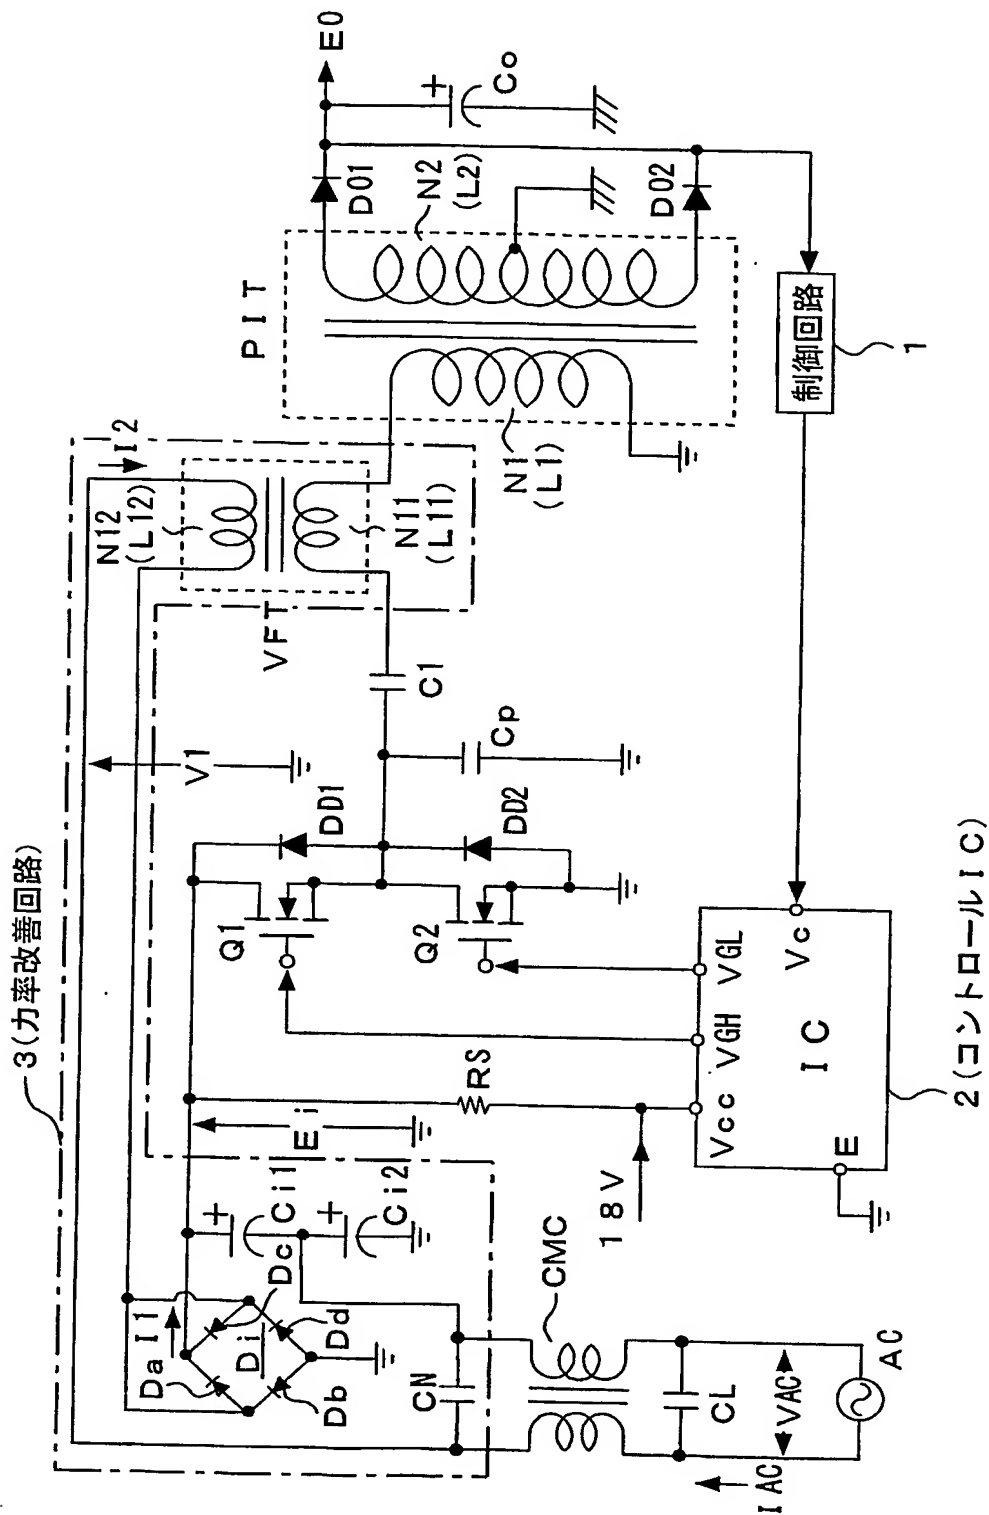 3(力率改善回路)
I2
N12
(L12)
VFT
N11
(L11)
V1
C1
Cp
DD1
DD2
Q1
Q2
PIT
N1
(L1)
N2
(L2)
DO1
DO2
EO
+
Co
制御回路
1
I1
Da
Dc
Di
Db
Dd
+
Ci1
+
Ci2
Ei
RS
18V
Vcc
VGH
VGL
Vc
IC
E
2(コントロールIC)
CN
CMC
CL
VAC
IAC
AC